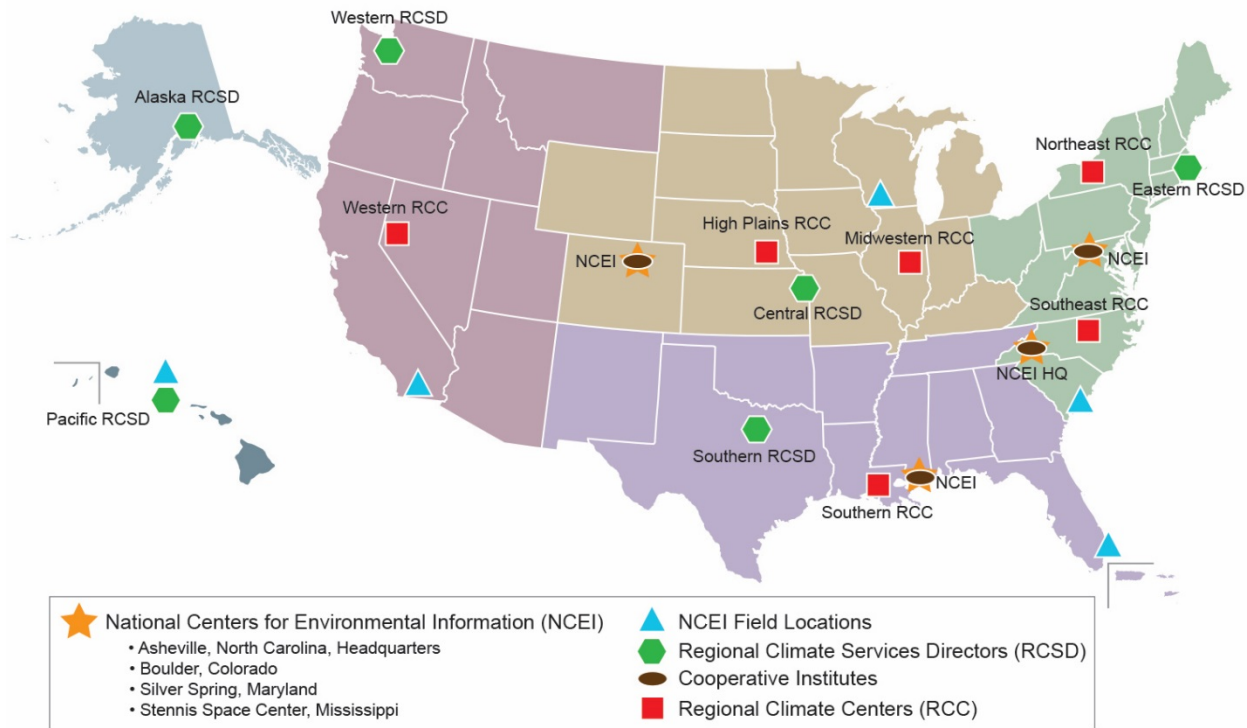 Western RCSD
Alaska RCSD
Northeast RCC
Eastern RCSD
Western RCC
High Plains RCC
Midwestern RCC
NCEI
NCEI
Central RCSD
Southeast RCC
NCEI HQ
Pacific RCSD
Southern RCSD
NCEI
Southern RCC
National Centers for Environmental Information (NCEI)
• Asheville, North Carolina, Headquarters
• Boulder, Colorado
• Silver Spring, Maryland
• Stennis Space Center, Mississippi
NCEI Field Locations
Regional Climate Services Directors (RCSD)
Cooperative Institutes
Regional Climate Centers (RCC)